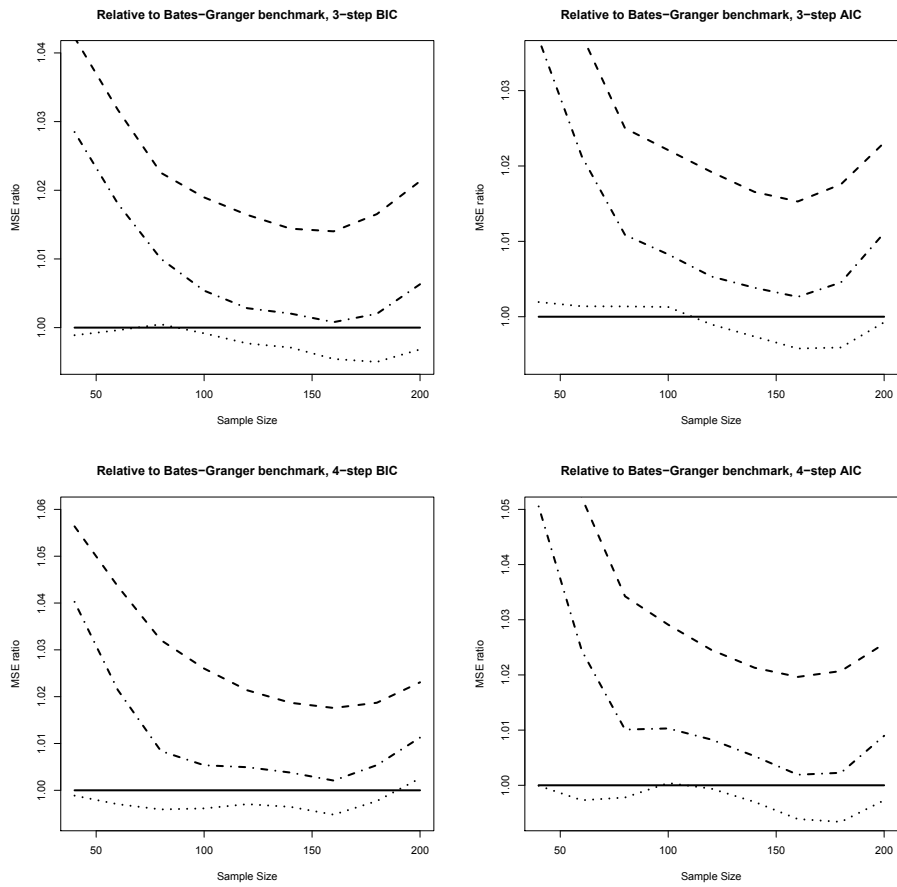 Relative to Bates−Granger benchmark, 3−step BIC
MSE ratio
1.00 1.01 1.02 1.03 1.04
50 100 150 200
Sample Size
Relative to Bates−Granger benchmark, 3−step AIC
MSE ratio
1.00 1.01 1.02 1.03
50 100 150 200
Sample Size
Relative to Bates−Granger benchmark, 4−step BIC
MSE ratio
1.00 1.01 1.02 1.03 1.04 1.05 1.06
50 100 150 200
Sample Size
Relative to Bates−Granger benchmark, 4−step AIC
MSE ratio
1.00 1.01 1.02 1.03 1.04 1.05
50 100 150 200
Sample Size